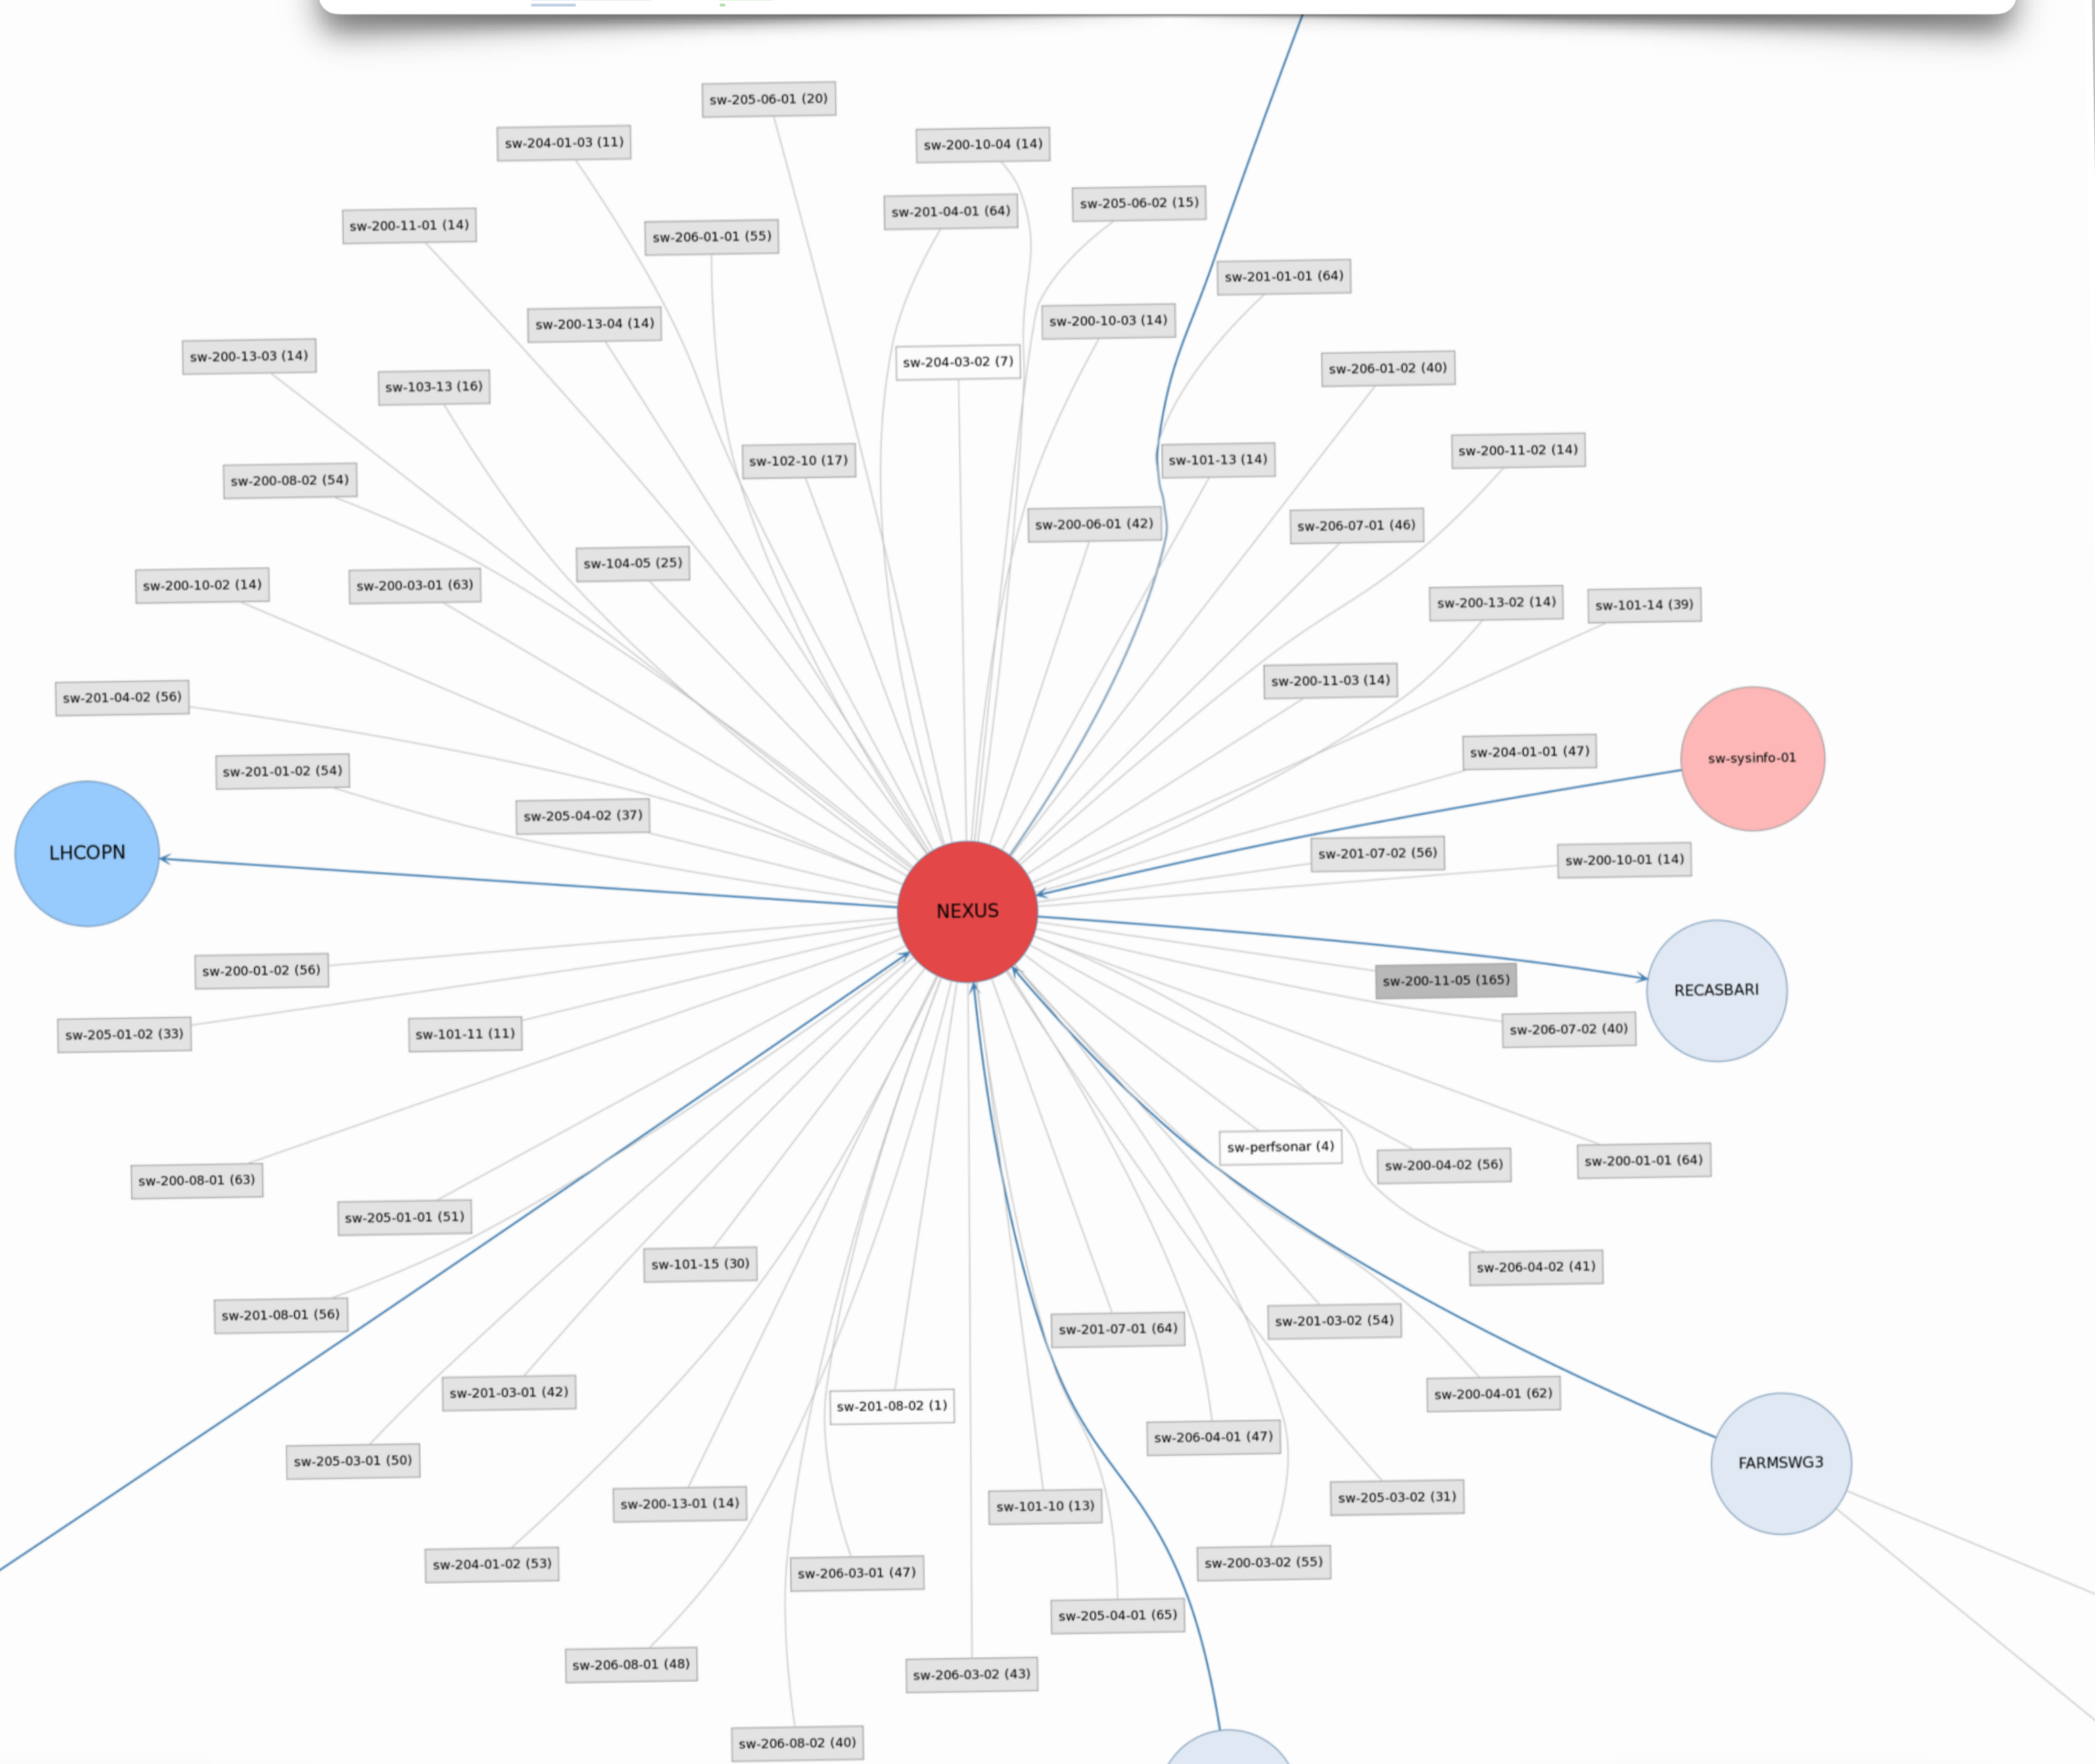 sw-205-06-01 (20)
sw-204-01-03 (11)
sw-200-10-04 (14)
sw-205-06-02 (15)
sw-201-04-01 (64)
sw-200-11-01 (14)
sw-206-01-01 (55)
sw-201-01-01 (64)
sw-200-13-04 (14)
sw-200-10-03 (14)
sw-200-13-03 (14)
sw-204-03-02 (7)
sw-206-01-02 (40)
sw-103-13 (16)
sw-200-11-02 (14)
sw-102-10 (17)
sw-101-13 (14)
sw-200-08-02 (54)
sw-200-06-01 (42)
sw-206-07-01 (46)
sw-104-05 (25)
sw-200-10-02 (14)
sw-200-03-01 (63)
sw-200-13-02 (14)
sw-101-14 (39)
sw-200-11-03 (14)
sw-201-04-02 (56)
sw-204-01-01 (47)
sw-sysinfo-01
sw-201-01-02 (54)
sw-205-04-02 (37)
LHCOPN
sw-201-07-02 (56)
sw-200-10-01 (14)
NEXUS
sw-200-01-02 (56)
sw-200-11-05 (165)
RECASBARI
sw-205-01-02 (33)
sw-101-11 (11)
sw-206-07-02 (40)
sw-perfsonar (4)
sw-200-04-02 (56)
sw-200-01-01 (64)
sw-200-08-01 (63)
sw-205-01-01 (51)
sw-101-15 (30)
sw-206-04-02 (41)
sw-201-08-01 (56)
sw-201-07-01 (64)
sw-201-03-02 (54)
sw-201-03-01 (42)
sw-201-08-02 (1)
sw-200-04-01 (62)
sw-206-04-01 (47)
sw-205-03-01 (50)
FARMSWG3
sw-200-13-01 (14)
sw-101-10 (13)
sw-205-03-02 (31)
sw-204-01-02 (53)
sw-206-03-01 (47)
sw-200-03-02 (55)
sw-205-04-01 (65)
sw-206-08-01 (48)
sw-206-03-02 (43)
sw-206-08-02 (40)